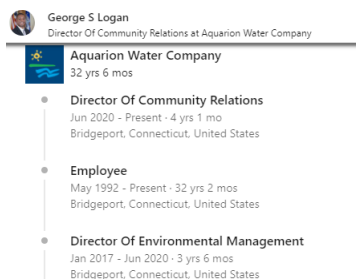 George S Logan
Director Of Community Relations at Aquarion Water Company
Aquarion Water Company
32 yrs 6 mos
Director Of Community Relations
Jun 2020 - Present · 4 yrs 1 mo
Bridgeport, Connecticut, United States
Employee
May 1992 - Present · 32 yrs 2 mos
Bridgeport, Connecticut, United States
Director Of Environmental Management
Jan 2017 - Jun 2020 · 3 yrs 6 mos
Bridgeport, Connecticut, United States